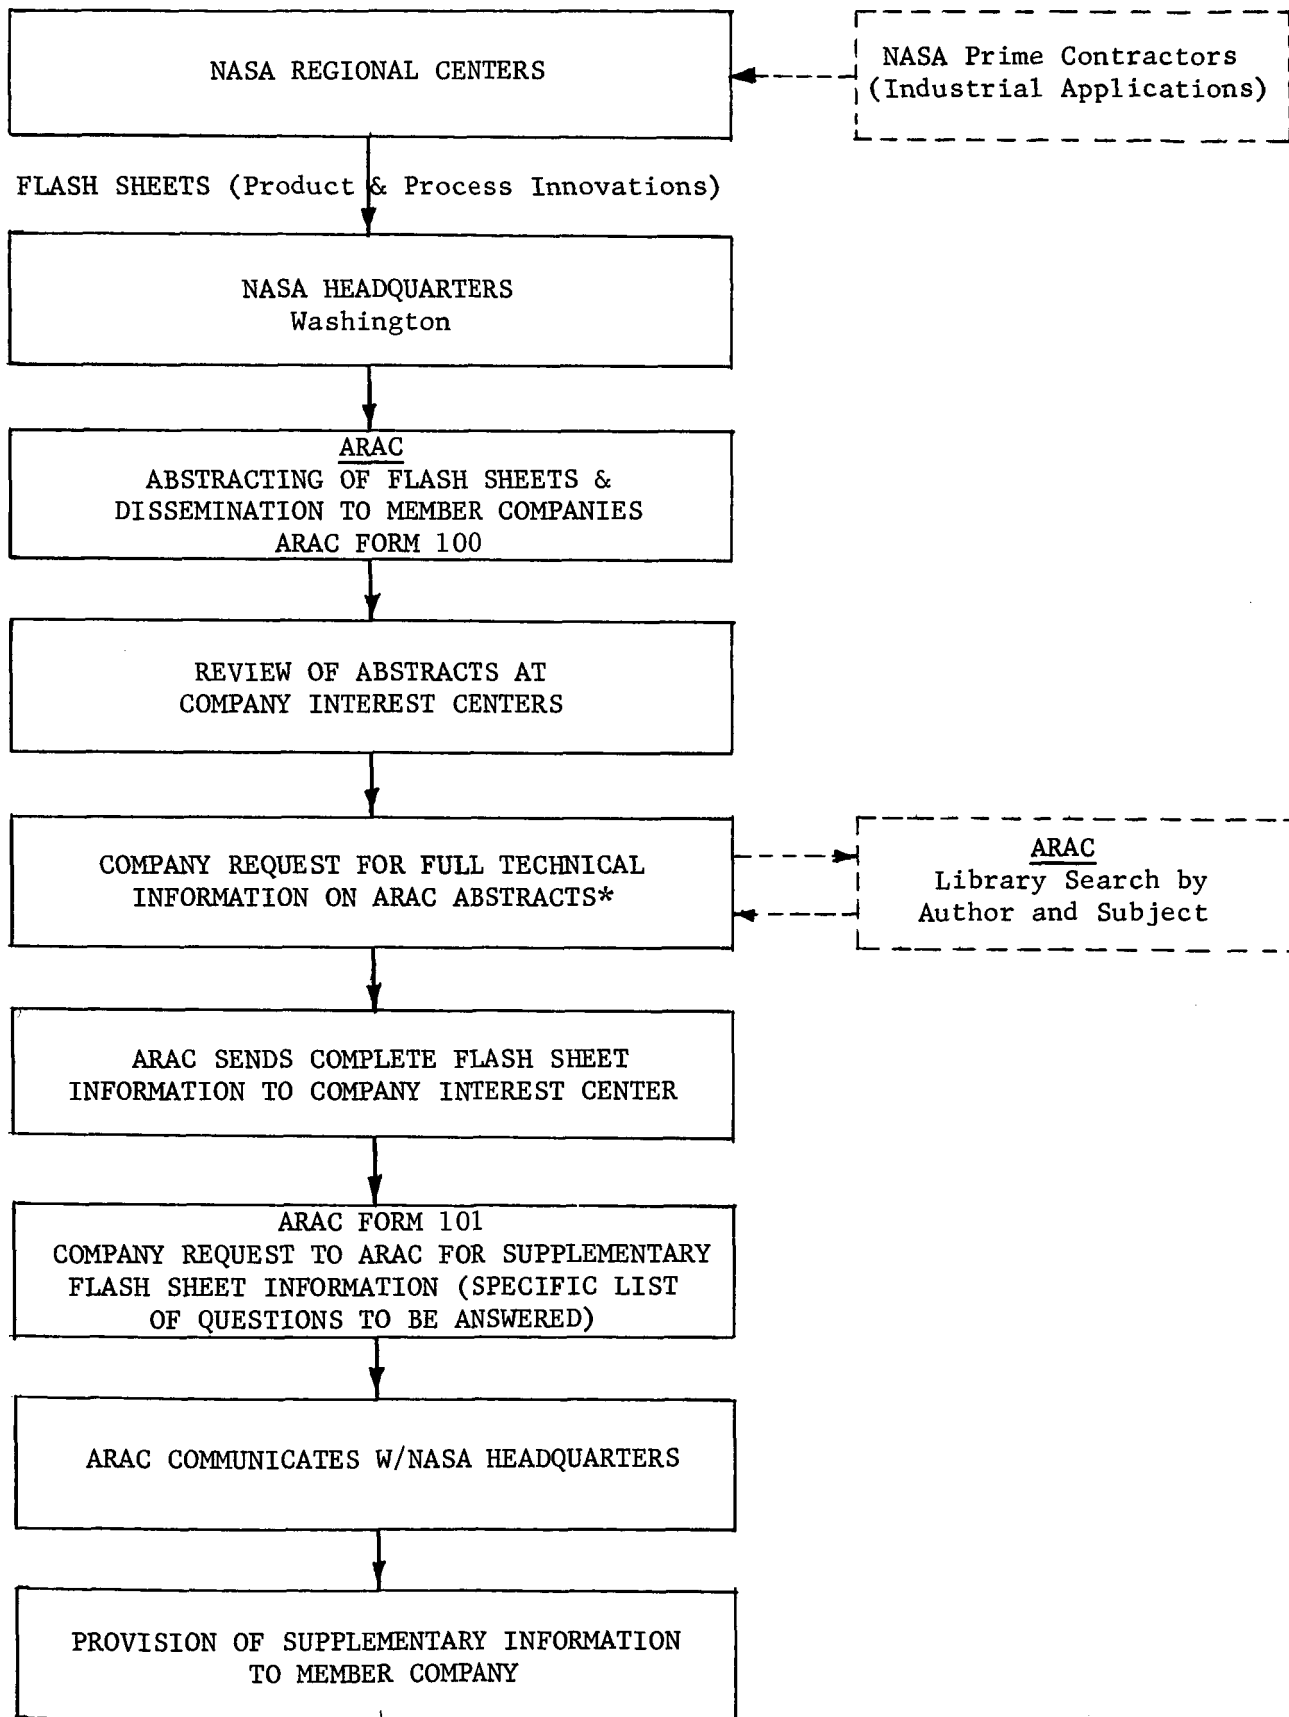 NASA REGIONAL CENTERS
NASA Prime Contractors
(Industrial Applications)
FLASH SHEETS (Product & Process Innovations)
NASA HEADQUARTERS
Washington
ARAC
ABSTRACTING OF FLASH SHEETS &
DISSEMINATION TO MEMBER COMPANIES
ARAC FORM 100
REVIEW OF ABSTRACTS AT
COMPANY INTEREST CENTERS
COMPANY REQUEST FOR FULL TECHNICAL
INFORMATION ON ARAC ABSTRACTS*
ARAC
Library Search by
Author and Subject
ARAC SENDS COMPLETE FLASH SHEET
INFORMATION TO COMPANY INTEREST CENTER
ARAC FORM 101
COMPANY REQUEST TO ARAC FOR SUPPLEMENTARY
FLASH SHEET INFORMATION (SPECIFIC LIST
OF QUESTIONS TO BE ANSWERED)
ARAC COMMUNICATES W/NASA HEADQUARTERS
PROVISION OF SUPPLEMENTARY INFORMATION
TO MEMBER COMPANY